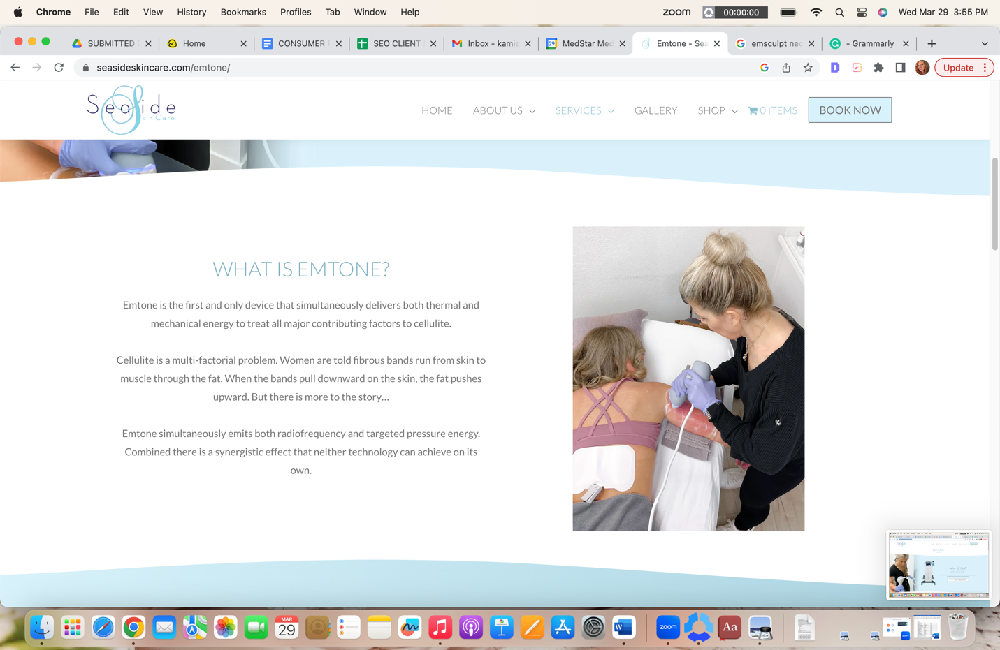 Chrome File Edit View History Bookmarks Profiles Tab Window Help zoom 00:00:00 Wed Mar 29 3:55 PM
SUBMITTED Home CONSUMER SEO CLIENT Inbox - kamie 29 MedStar Med Emtone - Sea emsculpt neo - Grammarly
seasideskincare.com/emtone/ Update
Seaside
Skin Care
HOME ABOUT US SERVICES GALLERY SHOP 0 ITEMS BOOK NOW
WHAT IS EMTONE?
Emtone is the first and only device that simultaneously delivers both thermal and
mechanical energy to treat all major contributing factors to cellulite.
Cellulite is a multi-factorial problem. Women are told fibrous bands run from skin to
muscle through the fat. When the bands pull downward on the skin, the fat pushes
upward. But there is more to the story...
Emtone simultaneously emits both radiofrequency and targeted pressure energy.
Combined there is a synergistic effect that neither technology can achieve on its
own.
MAR
29
zoom
Aa
DOCX